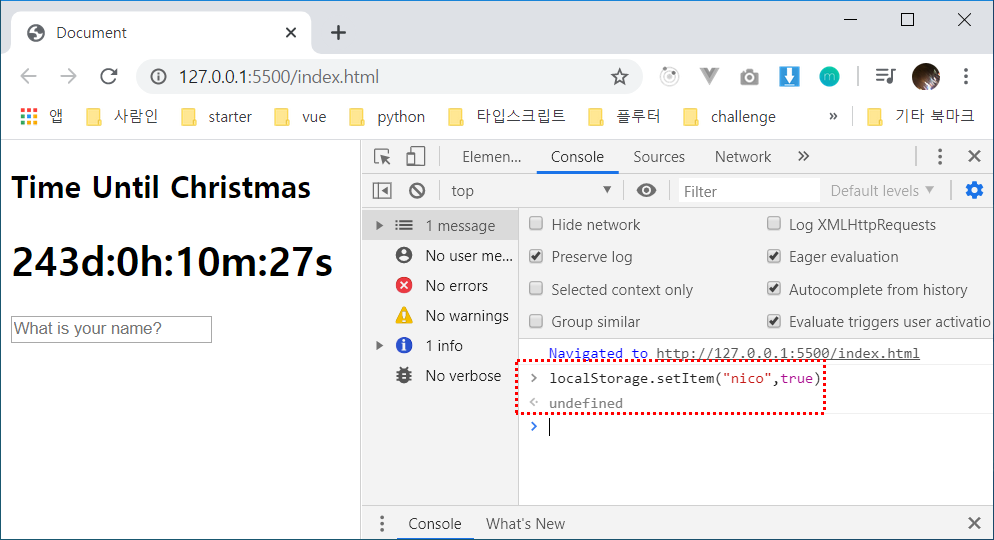 Document
127.0.0.1:5500/index.html
m
앱 사람인 starter vue python 타입스크립트 플루터 challenge » 기타 북마크
Time Until Christmas
243d:0h:10m:27s
What is your name?
Elemen... Console Sources Network »
top Filter Default levels
1 message
No user me...
No errors
No warnings
1 info
No verbose
Hide network Log XMLHttpRequests
Preserve log Eager evaluation
Selected context only Autocomplete from history
Group similar Evaluate triggers user activatio
Navigated to http://127.0.0.1:5500/index.html
> localStorage.setItem("nico",true)
undefined
>
Console What's New